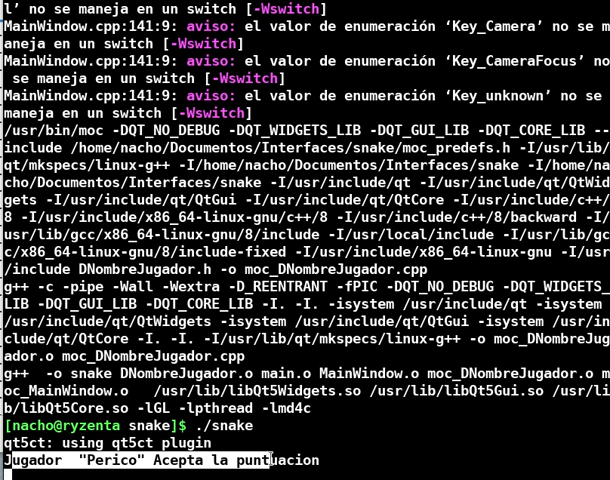 l’ no se maneja en un switch [-Wswitch]
MainWindow.cpp:141:9: aviso: el valor de enumeración ‘Key_Camera’ no se m
aneja en un switch [-Wswitch]
MainWindow.cpp:141:9: aviso: el valor de enumeración ‘Key_CameraFocus’ no
 se maneja en un switch [-Wswitch]
MainWindow.cpp:141:9: aviso: el valor de enumeración ‘Key_unknown’ no se
maneja en un switch [-Wswitch]
/usr/bin/moc -DQT_NO_DEBUG -DQT_WIDGETS_LIB -DQT_GUI_LIB -DQT_CORE_LIB --
include /home/nacho/Documentos/Interfaces/snake/moc_predefs.h -I/usr/lib/
qt/mkspecs/linux-g++ -I/home/nacho/Documentos/Interfaces/snake -I/home/na
cho/Documentos/Interfaces/snake -I/usr/include/qt -I/usr/include/qt/QtWid
gets -I/usr/include/qt/QtGui -I/usr/include/qt/QtCore -I/usr/include/c++/
8 -I/usr/include/x86_64-linux-gnu/c++/8 -I/usr/include/c++/8/backward -I/
usr/lib/gcc/x86_64-linux-gnu/8/include -I/usr/local/include -I/usr/lib/gc
c/x86_64-linux-gnu/8/include-fixed -I/usr/include/x86_64-linux-gnu -I/usr
/include DNombreJugador.h -o moc_DNombreJugador.cpp
g++ -c -pipe -Wall -Wextra -D_REENTRANT -fPIC -DQT_NO_DEBUG -DQT_WIDGETS_
LIB -DQT_GUI_LIB -DQT_CORE_LIB -I. -I. -isystem /usr/include/qt -isystem
/usr/include/qt/QtWidgets -isystem /usr/include/qt/QtGui -isystem /usr/in
clude/qt/QtCore -I. -I. -I/usr/lib/qt/mkspecs/linux-g++ -o moc_DNombreJug
ador.o moc_DNombreJugador.cpp
g++  -o snake DNombreJugador.o main.o MainWindow.o moc_DNombreJugador.o m
oc_MainWindow.o   /usr/lib/libQt5Widgets.so /usr/lib/libQt5Gui.so /usr/li
b/libQt5Core.so -lGL -lpthread -lmd4c
[nacho@ryzenta snake]$ ./snake
qt5ct: using qt5ct plugin
Jugador  "Perico" Acepta la puntuacion